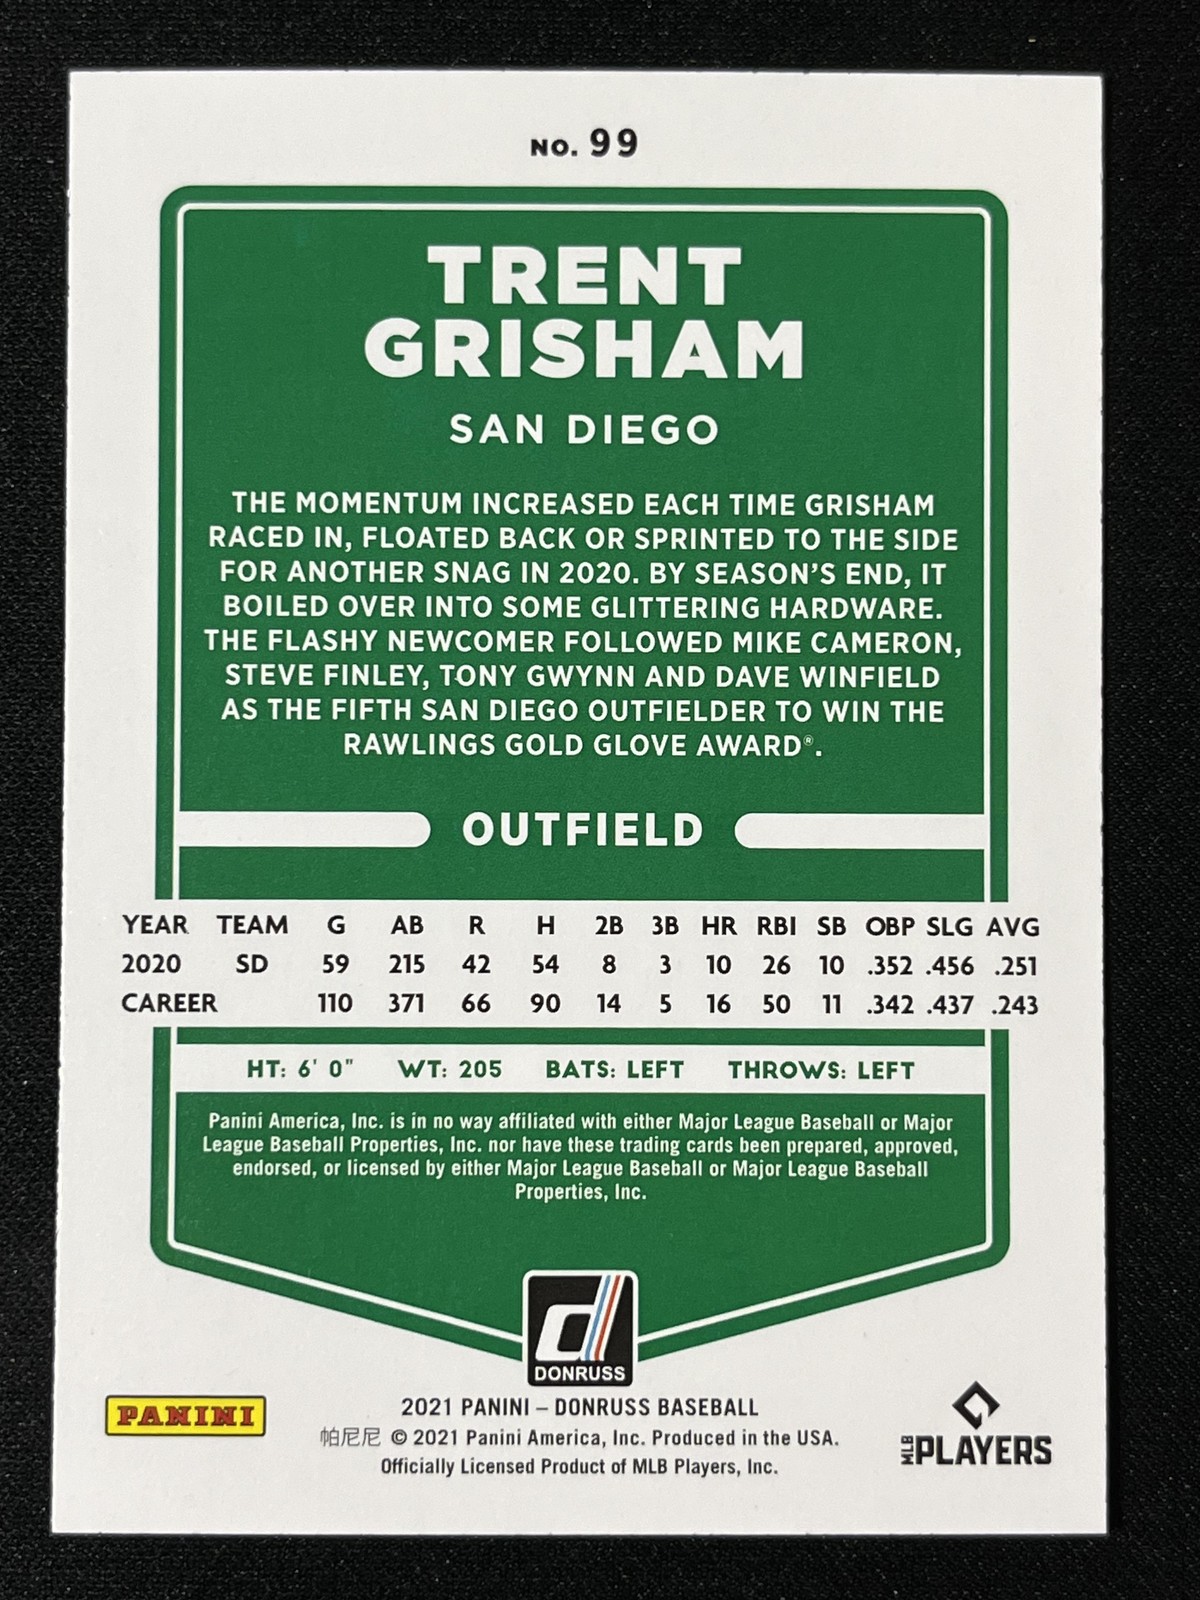 NO. 99
TRENT
GRISHAM
SAN DIEGO
THE MOMENTUM INCREASED EACH TIME GRISHAM
RACED IN, FLOATED BACK OR SPRINTED TO THE SIDE
FOR ANOTHER SNAG IN 2020. BY SEASON'S END, IT
BOILED OVER INTO SOME GLITTERING HARDWARE.
THE FLASHY NEWCOMER FOLLOWED MIKE CAMERON,
STEVE FINLEY, TONY GWYNN AND DAVE WINFIELD
AS THE FIFTH SAN DIEGO OUTFIELDER TO WIN THE
RAWLINGS GOLD GLOVE AWARD®.
OUTFIELD
YEAR TEAM G AB R H 2B 3B HR RBI SB OBP SLG AVG
2020 SD 59 215 42 54 8 3 10 26 10 .352 .456 .251
CAREER 110 371 66 90 14 5 16 50 11 .342 .437 .243
HT: 6' 0" WT: 205 BATS: LEFT THROWS: LEFT
Panini America, Inc. is in no way affiliated with either Major League Baseball or Major
League Baseball Properties, Inc. nor have these trading cards been prepared, approved,
endorsed, or licensed by either Major League Baseball or Major League Baseball
Properties, Inc.
d
DONRUSS
PANINI
2021 PANINI – DONRUSS BASEBALL
帕尼尼 © 2021 Panini America, Inc. Produced in the USA.
Officially Licensed Product of MLB Players, Inc.
MLB PLAYERS